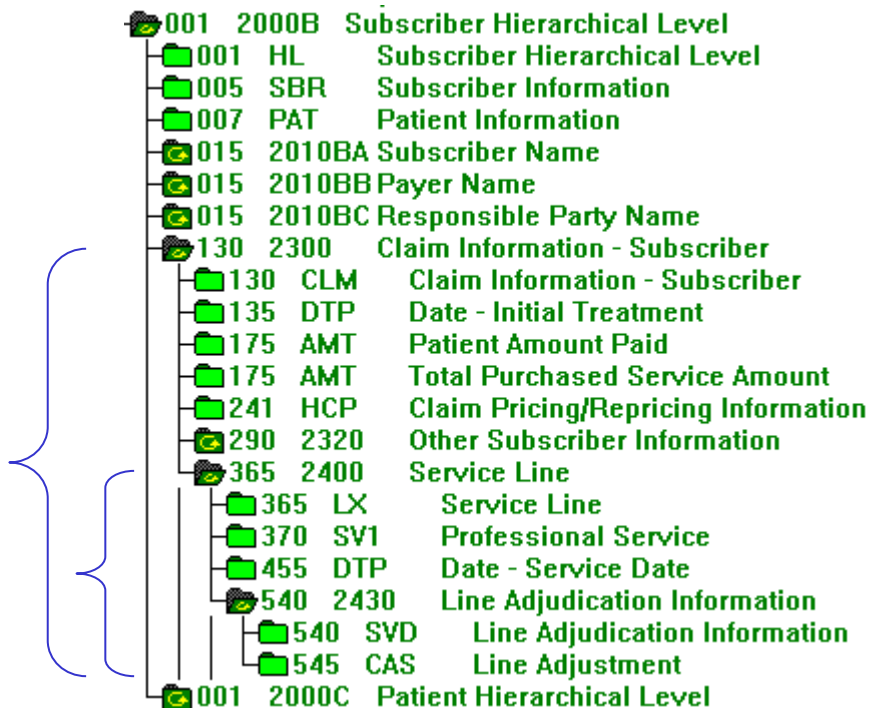 001 2000B Subscriber Hierarchical Level
001 HL Subscriber Hierarchical Level
005 SBR Subscriber Information
007 PAT Patient Information
015 2010BA Subscriber Name
015 2010BB Payer Name
015 2010BC Responsible Party Name
130 2300 Claim Information - Subscriber
130 CLM Claim Information - Subscriber
135 DTP Date - Initial Treatment
175 AMT Patient Amount Paid
175 AMT Total Purchased Service Amount
241 HCP Claim Pricing/Repricing Information
290 2320 Other Subscriber Information
365 2400 Service Line
365 LX Service Line
370 SV1 Professional Service
455 DTP Date - Service Date
540 2430 Line Adjudication Information
540 SVD Line Adjudication Information
545 CAS Line Adjustment
001 2000C Patient Hierarchical Level